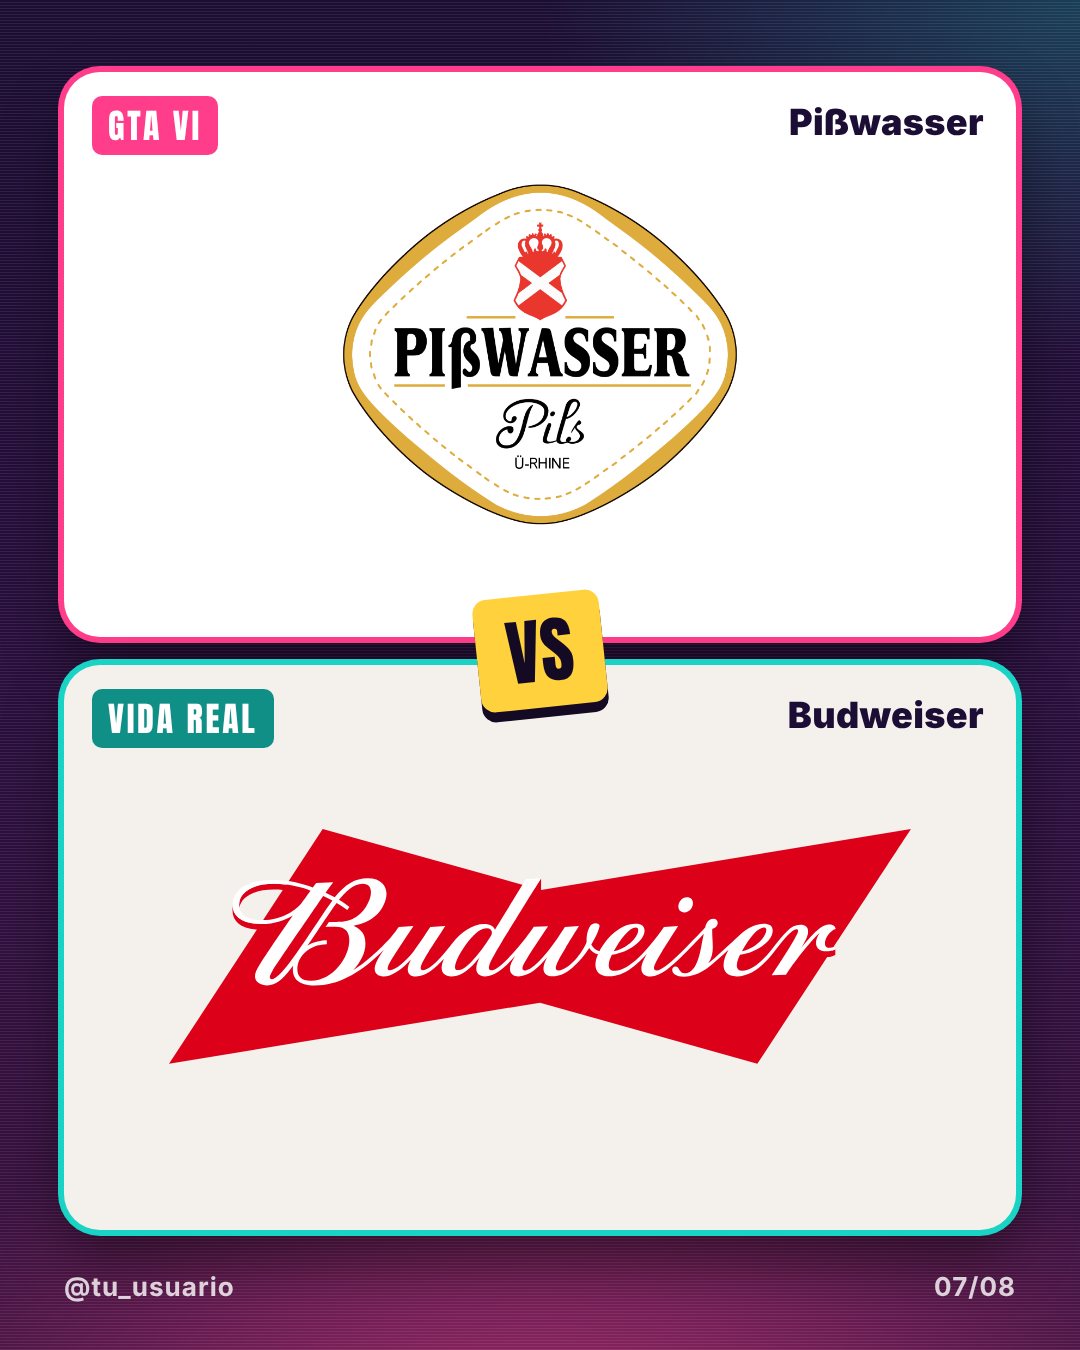 GTA VI
Pißwasser
PIßWASSER
Pils
Ü-RHINE
VS
VIDA REAL
Budweiser
Budweiser
@tu_usuario
07/08